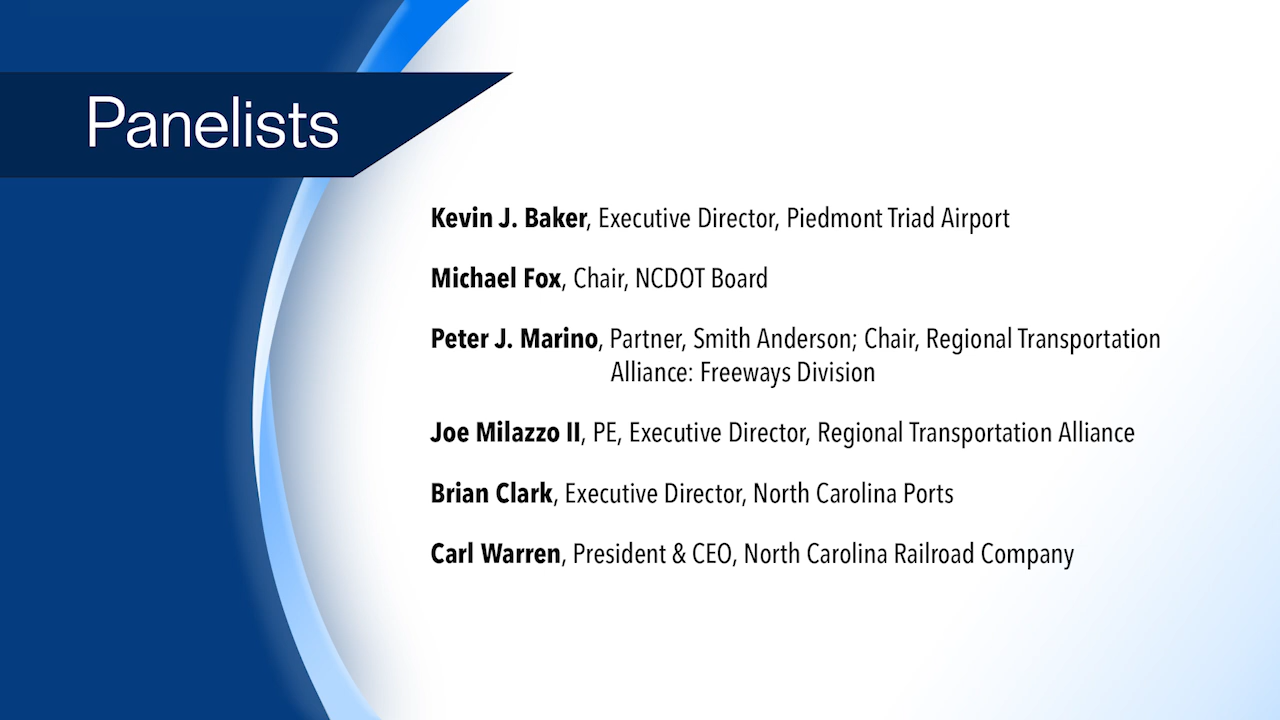 Panelists
Kevin J. Baker, Executive Director, Piedmont Triad Airport
Michael Fox, Chair, NCDOT Board
Peter J. Marino, Partner, Smith Anderson; Chair, Regional Transportation
Alliance: Freeways Division
Joe Milazzo II, PE, Executive Director, Regional Transportation Alliance
Brian Clark, Executive Director, North Carolina Ports
Carl Warren, President & CEO, North Carolina Railroad Company